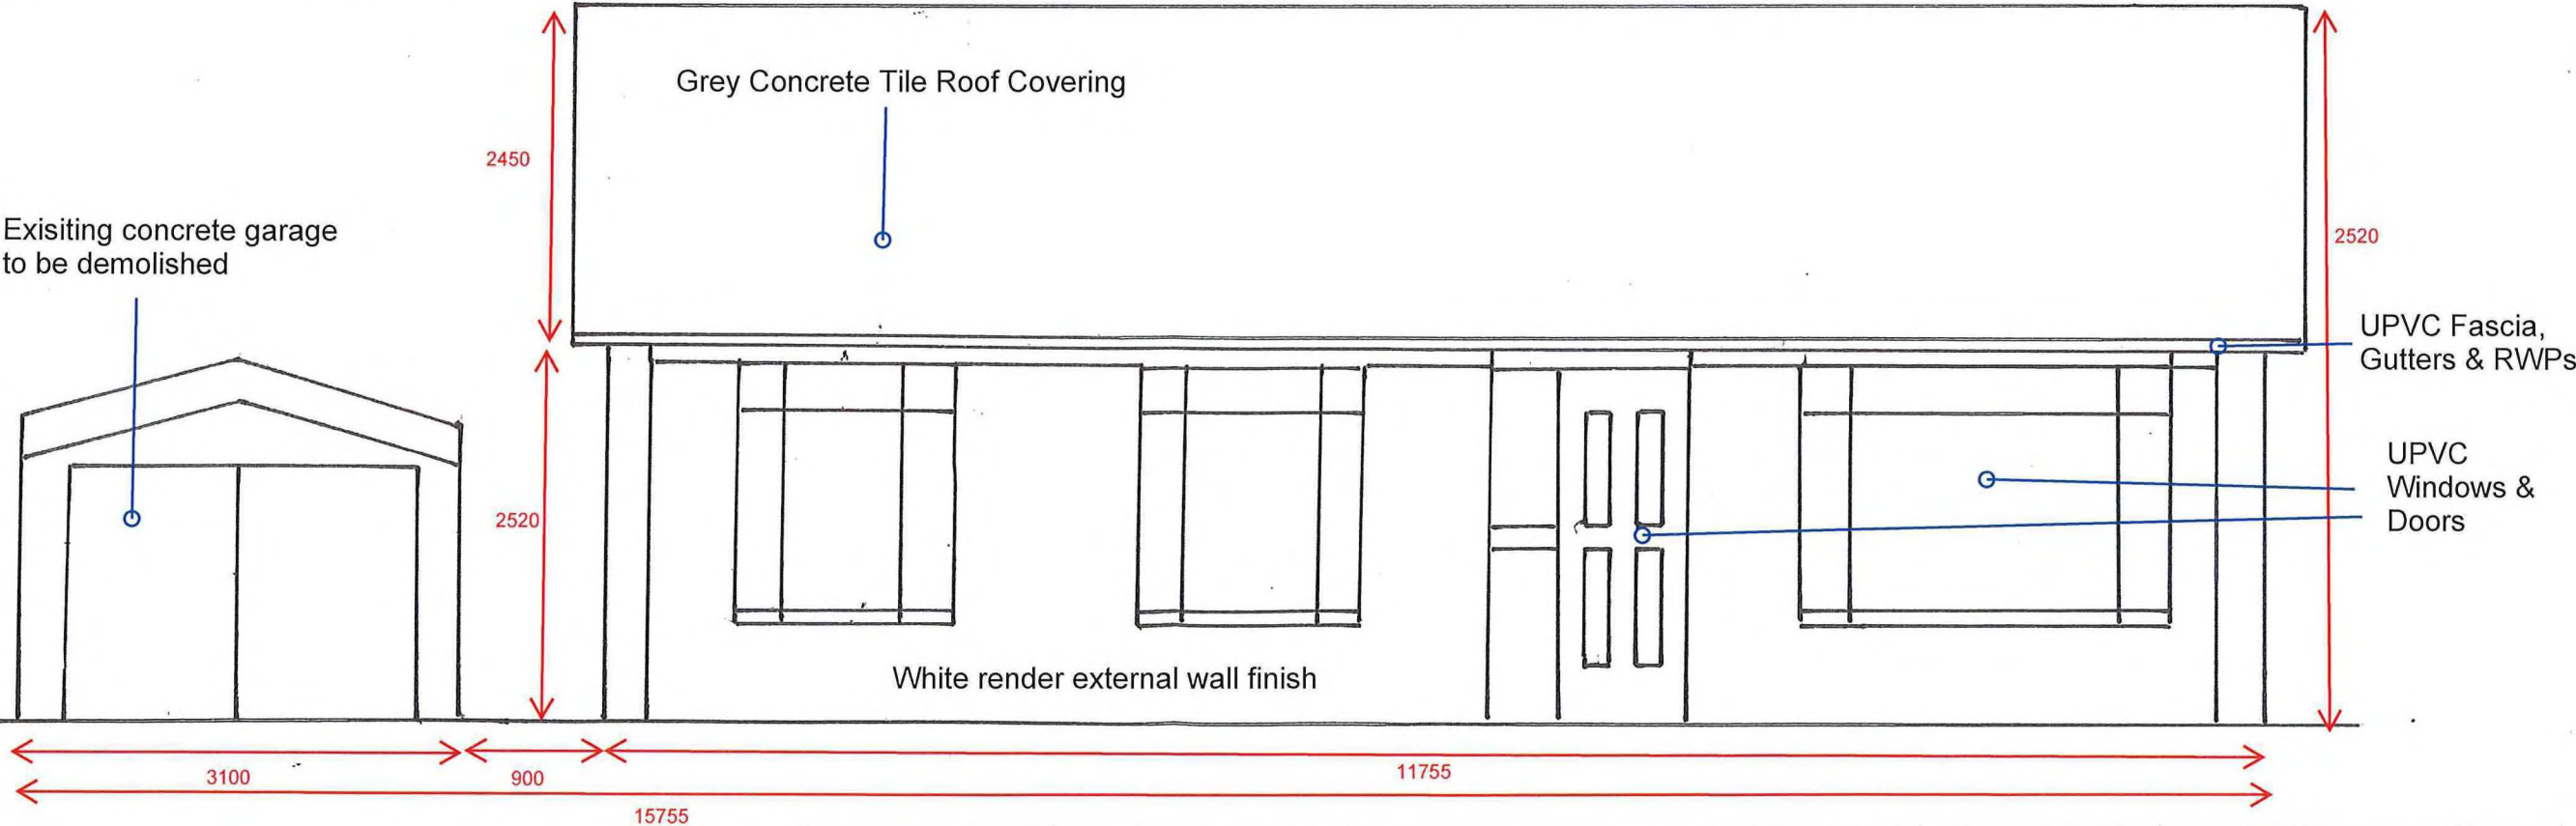 Grey Concrete Tile Roof Covering
2450
Exisiting concrete garage
to be demolished
2520
UPVC Fascia,
Gutters & RWPs
UPVC
Windows &
Doors
2520
White render external wall finish
3100
900
11755
15755